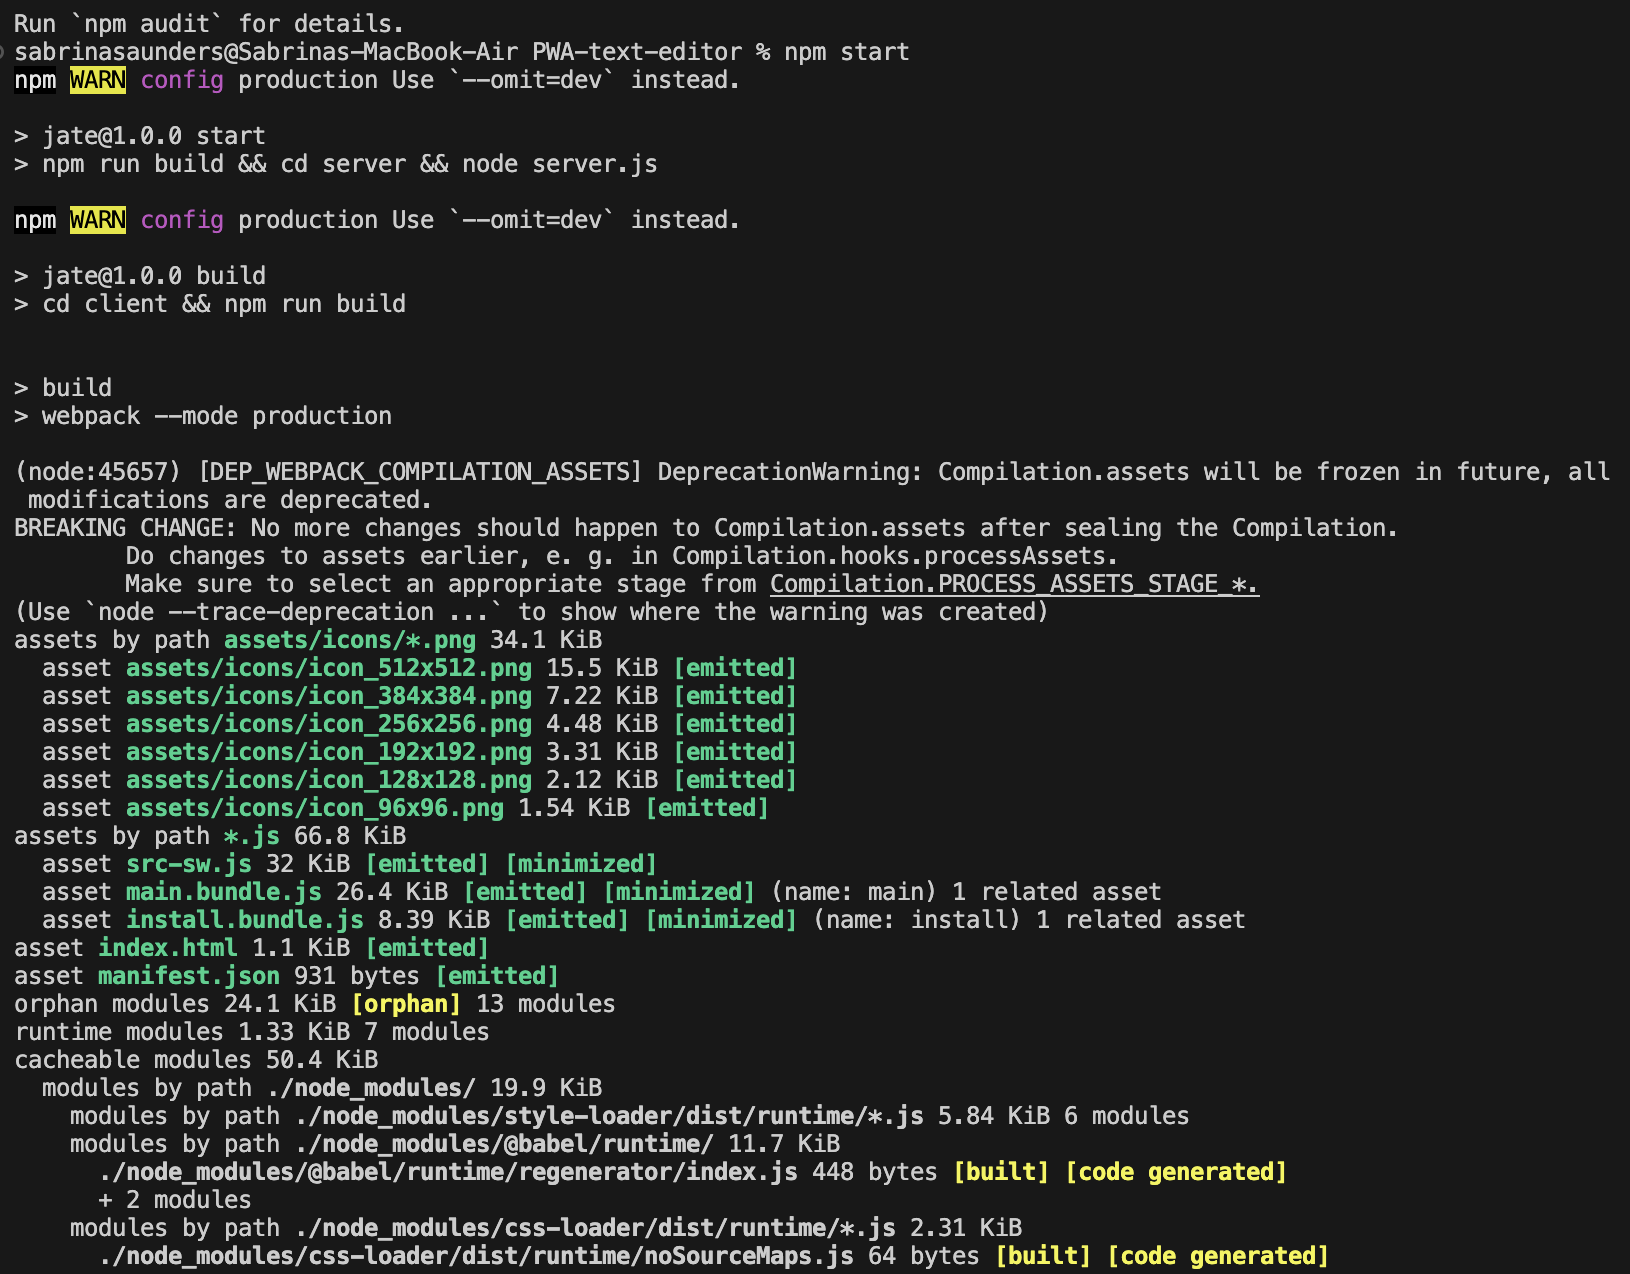 Run `npm audit` for details.
sabrinasaunders@Sabrinas-MacBook-Air PWA-text-editor % npm start
npm WARN config production Use `--omit=dev` instead.
> jate@1.0.0 start
> npm run build && cd server && node server.js
npm WARN config production Use `--omit=dev` instead.
> jate@1.0.0 build
> cd client && npm run build
> build
> webpack --mode production
(node:45657) [DEP_WEBPACK_COMPILATION_ASSETS] DeprecationWarning: Compilation.assets will be frozen in future, all
 modifications are deprecated.
BREAKING CHANGE: No more changes should happen to Compilation.assets after sealing the Compilation.
        Do changes to assets earlier, e. g. in Compilation.hooks.processAssets.
        Make sure to select an appropriate stage from Compilation.PROCESS_ASSETS_STAGE_*.
(Use `node --trace-deprecation ...` to show where the warning was created)
assets by path assets/icons/*.png 34.1 KiB
  asset assets/icons/icon_512x512.png 15.5 KiB [emitted]
  asset assets/icons/icon_384x384.png 7.22 KiB [emitted]
  asset assets/icons/icon_256x256.png 4.48 KiB [emitted]
  asset assets/icons/icon_192x192.png 3.31 KiB [emitted]
  asset assets/icons/icon_128x128.png 2.12 KiB [emitted]
  asset assets/icons/icon_96x96.png 1.54 KiB [emitted]
assets by path *.js 66.8 KiB
  asset src-sw.js 32 KiB [emitted] [minimized]
  asset main.bundle.js 26.4 KiB [emitted] [minimized] (name: main) 1 related asset
  asset install.bundle.js 8.39 KiB [emitted] [minimized] (name: install) 1 related asset
asset index.html 1.1 KiB [emitted]
asset manifest.json 931 bytes [emitted]
orphan modules 24.1 KiB [orphan] 13 modules
runtime modules 1.33 KiB 7 modules
cacheable modules 50.4 KiB
  modules by path ./node_modules/ 19.9 KiB
    modules by path ./node_modules/style-loader/dist/runtime/*.js 5.84 KiB 6 modules
    modules by path ./node_modules/@babel/runtime/ 11.7 KiB
      ./node_modules/@babel/runtime/regenerator/index.js 448 bytes [built] [code generated]
      + 2 modules
    modules by path ./node_modules/css-loader/dist/runtime/*.js 2.31 KiB
      ./node_modules/css-loader/dist/runtime/noSourceMaps.js 64 bytes [built] [code generated]